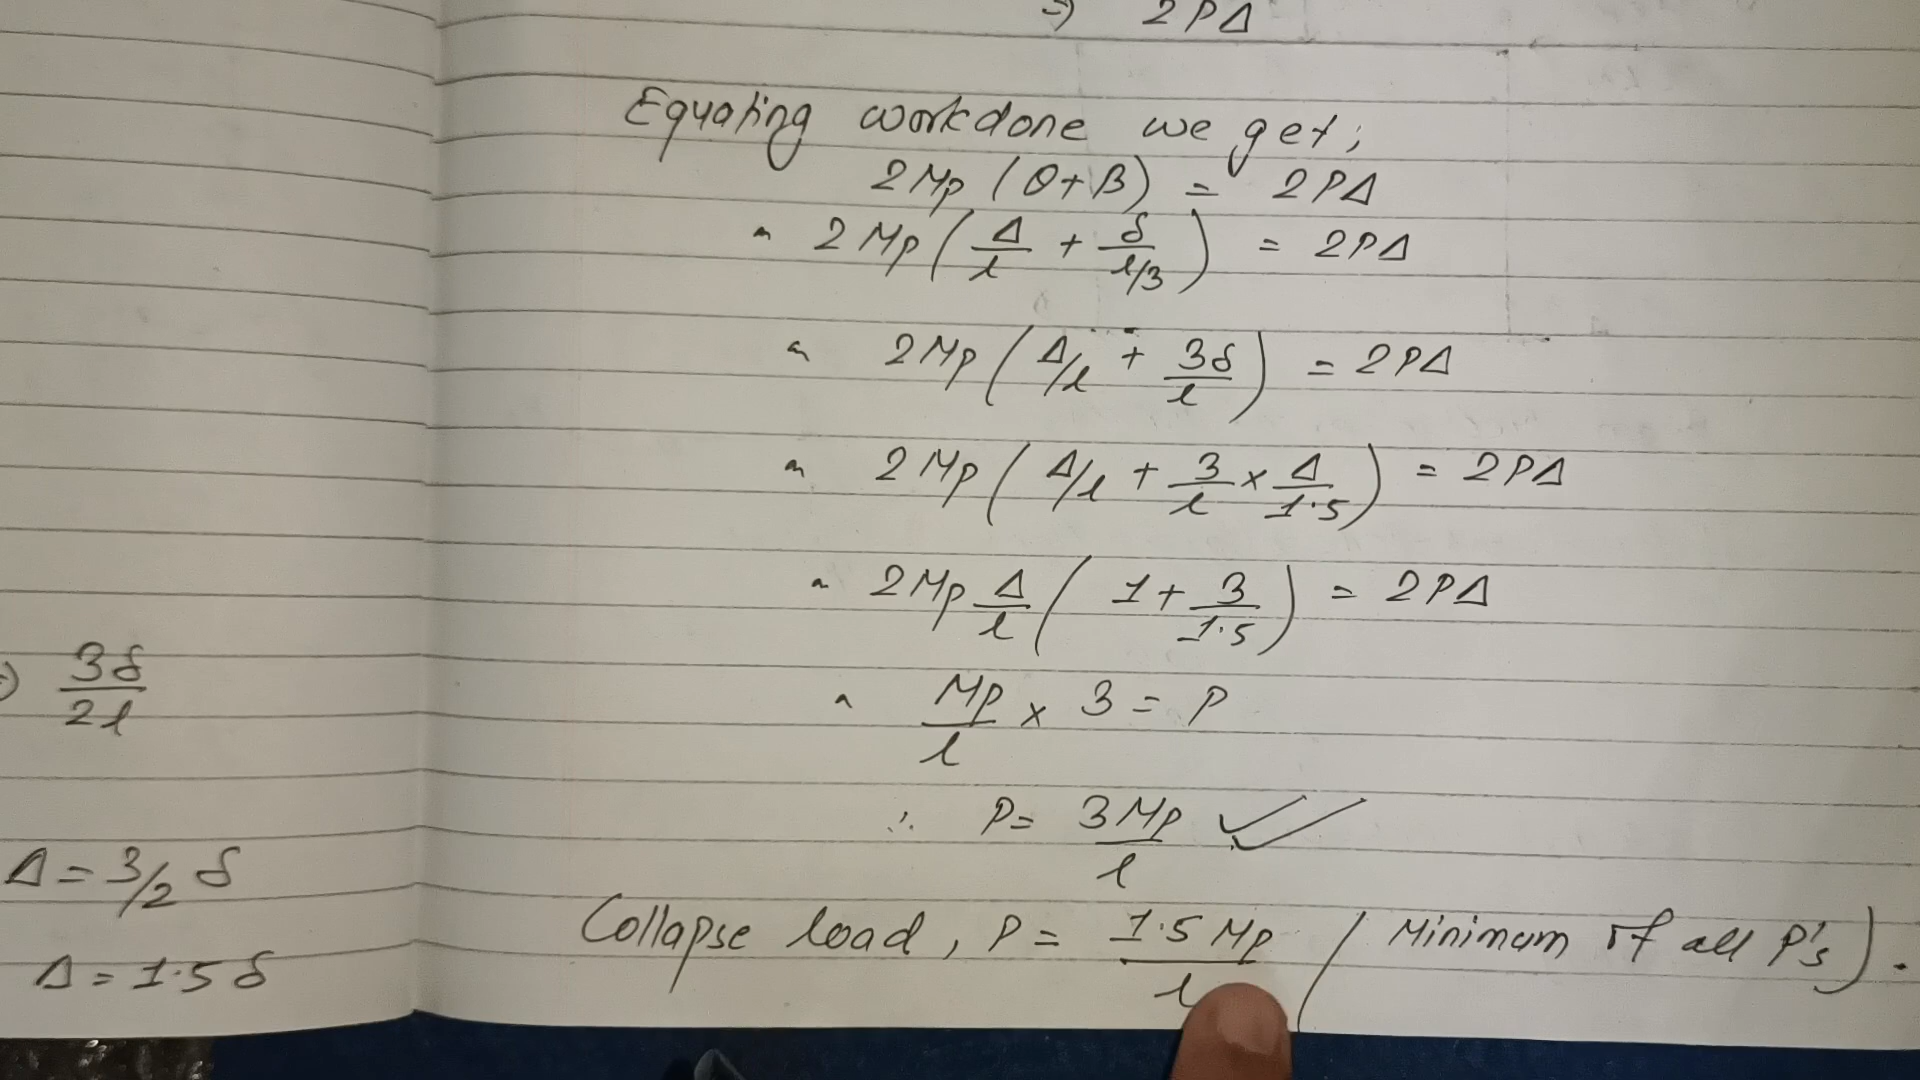 ⇒ 2PΔ
Equating workdone we get;
2Mp (θ+β) = 2PΔ
2Mp (Δ/l + δ/(l/3)) = 2PΔ
2Mp (Δ/l + 3δ/l) = 2PΔ
2Mp (Δ/l + 3/l × Δ/1.5) = 2PΔ
2Mp Δ/l (1 + 3/1.5) = 2PΔ
Mp/l × 3 = P
∴ P = 3Mp/l
Collapse load, P = 1.5Mp/l (Minimum of all P's).
⇒ 3δ/2l
Δ = 3/2 δ
Δ = 1.5 δ